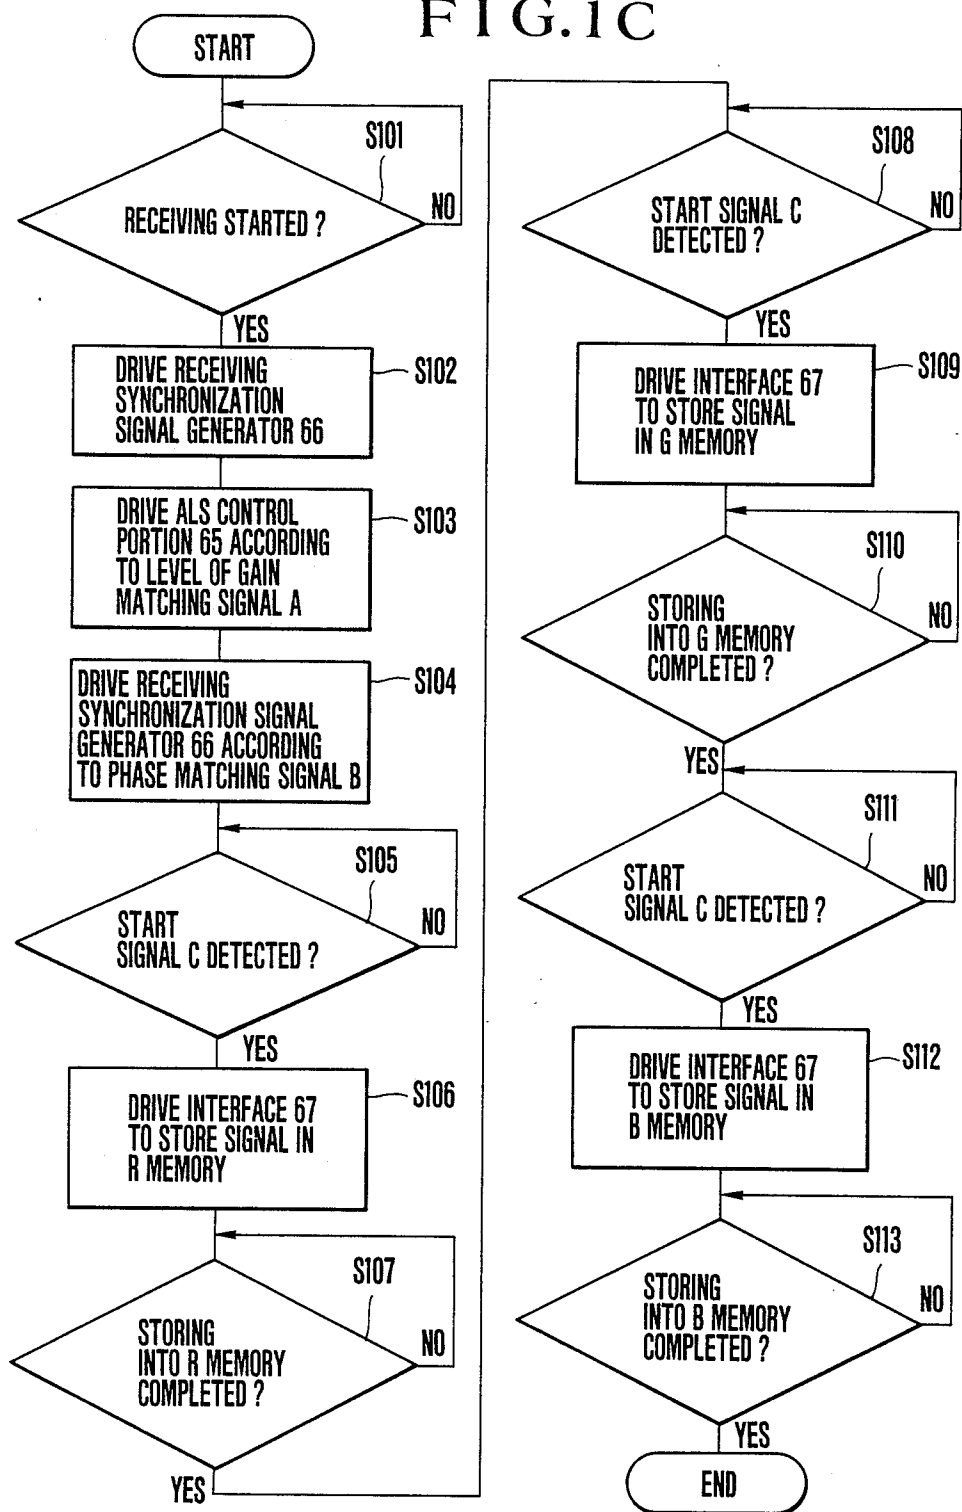 FIG.1C
START
S101
RECEIVING STARTED ?
NO
YES
S102
DRIVE RECEIVING
SYNCHRONIZATION
SIGNAL GENERATOR 66
S103
DRIVE ALS CONTROL
PORTION 65 ACCORDING
TO LEVEL OF GAIN
MATCHING SIGNAL A
S104
DRIVE RECEIVING
SYNCHRONIZATION SIGNAL
GENERATOR 66 ACCORDING
TO PHASE MATCHING SIGNAL B
S105
START
SIGNAL C DETECTED ?
NO
YES
S106
DRIVE INTERFACE 67
TO STORE SIGNAL IN
R MEMORY
S107
STORING
INTO R MEMORY
COMPLETED ?
NO
YES
S108
START SIGNAL C
DETECTED ?
NO
YES
S109
DRIVE INTERFACE 67
TO STORE SIGNAL
IN G MEMORY
S110
STORING
INTO G MEMORY
COMPLETED ?
NO
YES
S111
START
SIGNAL C DETECTED ?
NO
YES
S112
DRIVE INTERFACE 67
TO STORE SIGNAL IN
B MEMORY
S113
STORING
INTO B MEMORY
COMPLETED ?
NO
YES
END